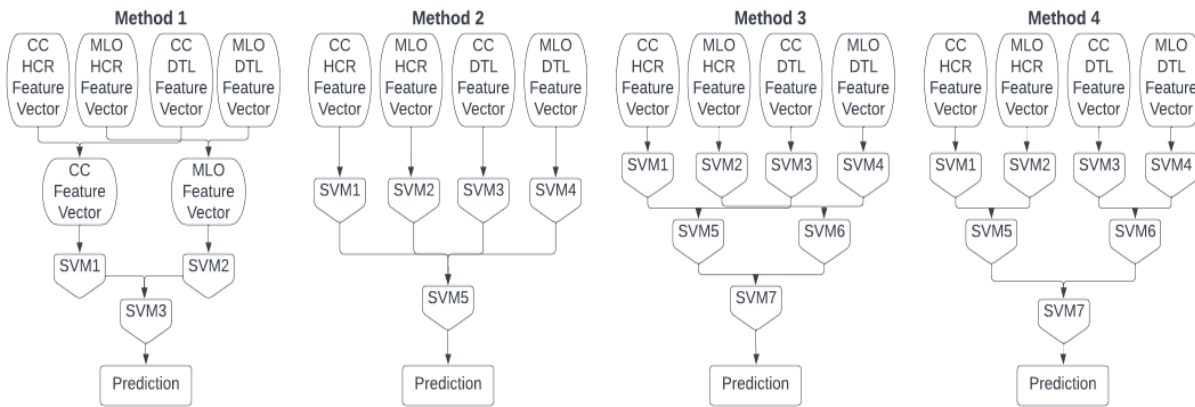 Method 1
CC
HCR
Feature
Vector
MLO
HCR
Feature
Vector
CC
DTL
Feature
Vector
MLO
DTL
Feature
Vector
CC
Feature
Vector
MLO
Feature
Vector
SVM1
SVM2
SVM3
Prediction
Method 2
CC
HCR
Feature
Vector
MLO
HCR
Feature
Vector
CC
DTL
Feature
Vector
MLO
DTL
Feature
Vector
SVM1
SVM2
SVM3
SVM4
SVM5
Prediction
Method 3
CC
HCR
Feature
Vector
MLO
HCR
Feature
Vector
CC
DTL
Feature
Vector
MLO
DTL
Feature
Vector
SVM1
SVM2
SVM3
SVM4
SVM5
SVM6
SVM7
Prediction
Method 4
CC
HCR
Feature
Vector
MLO
HCR
Feature
Vector
CC
DTL
Feature
Vector
MLO
DTL
Feature
Vector
SVM1
SVM2
SVM3
SVM4
SVM5
SVM6
SVM7
Prediction